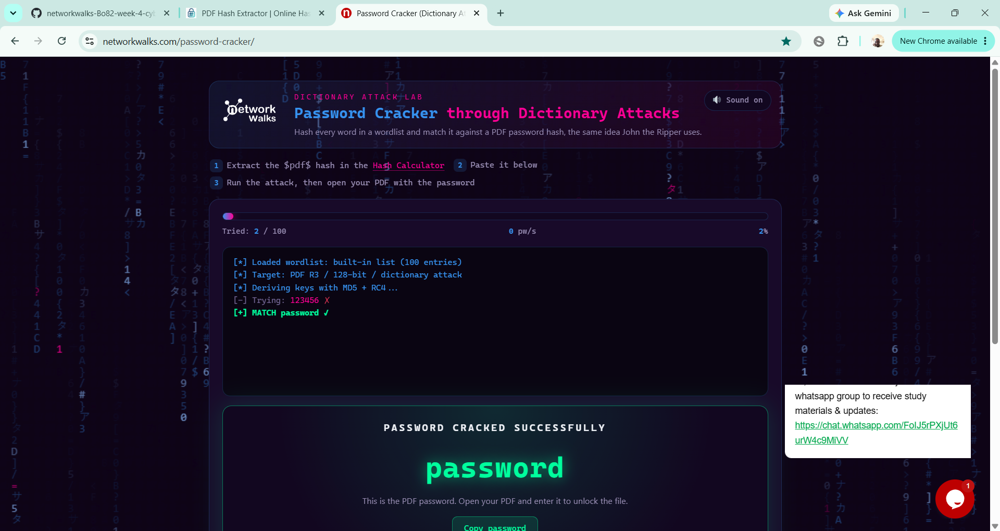 networkwalks-Bo82-week-4-cyb
PDF Hash Extractor | Online Has
Password Cracker (Dictionary At
Ask Gemini
networkwalks.com/password-cracker/
New Chrome available
network
Walks
DICTIONARY ATTACK LAB
Password Cracker through Dictionary Attacks
Hash every word in a wordlist and match it against a PDF password hash, the same idea John the Ripper uses.
Sound on
1 Extract the $pdf$ hash in the Hash Calculator 2 Paste it below
3 Run the attack, then open your PDF with the password
Tried: 2 / 100
0 pw/s
2%
[*] Loaded wordlist: built-in list (100 entries)
[*] Target: PDF R3 / 128-bit / dictionary attack
[*] Deriving keys with MD5 + RC4...
[-] Trying: 123456 ✗
[+] MATCH password ✓
PASSWORD CRACKED SUCCESSFULLY
password
This is the PDF password. Open your PDF and enter it to unlock the file.
Copy password
whatsapp group to receive study
materials & updates:
https://chat.whatsapp.com/FoIJ5rPXjUt6
urW4c9MiVV
1